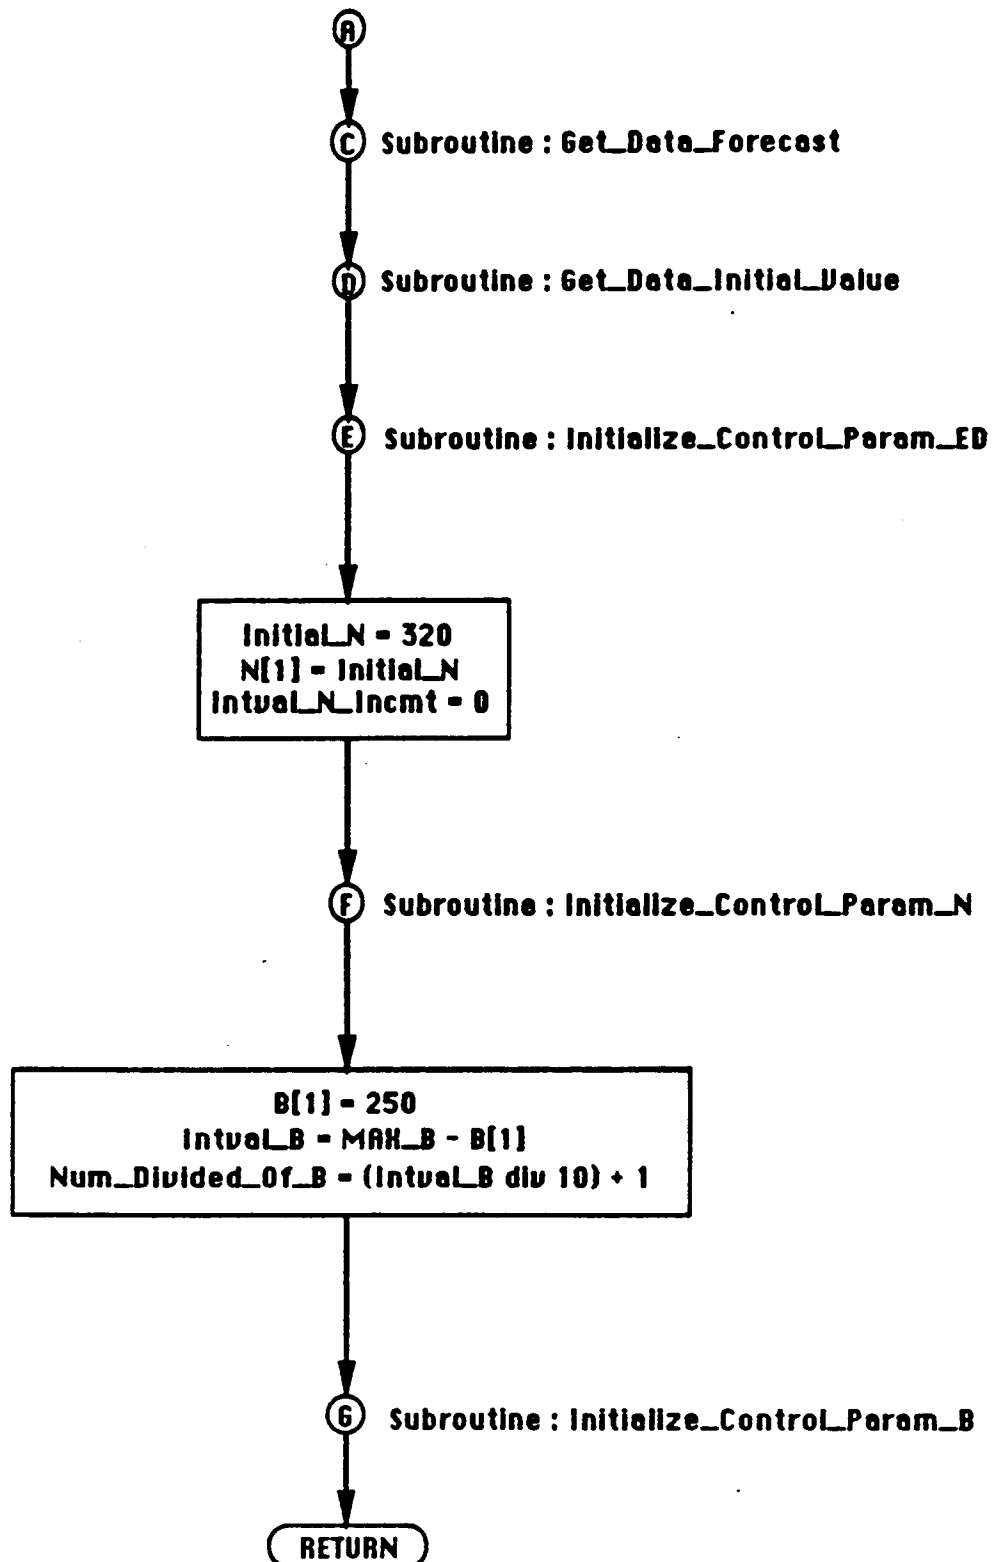 A
C Subroutine : Get_Data_Forecast
D Subroutine : Get_Data_Initial_Value
E Subroutine : Initialize_Control_Param_ED
Initial_N = 320
N[1] = Initial_N
Intval_N_Incmt = 0
F Subroutine : Initialize_Control_Param_N
B[1] = 250
Intval_B = MAX_B - B[1]
Num_Divided_Of_B = (Intval_B div 10) + 1
G Subroutine : Initialize_Control_Param_B
RETURN